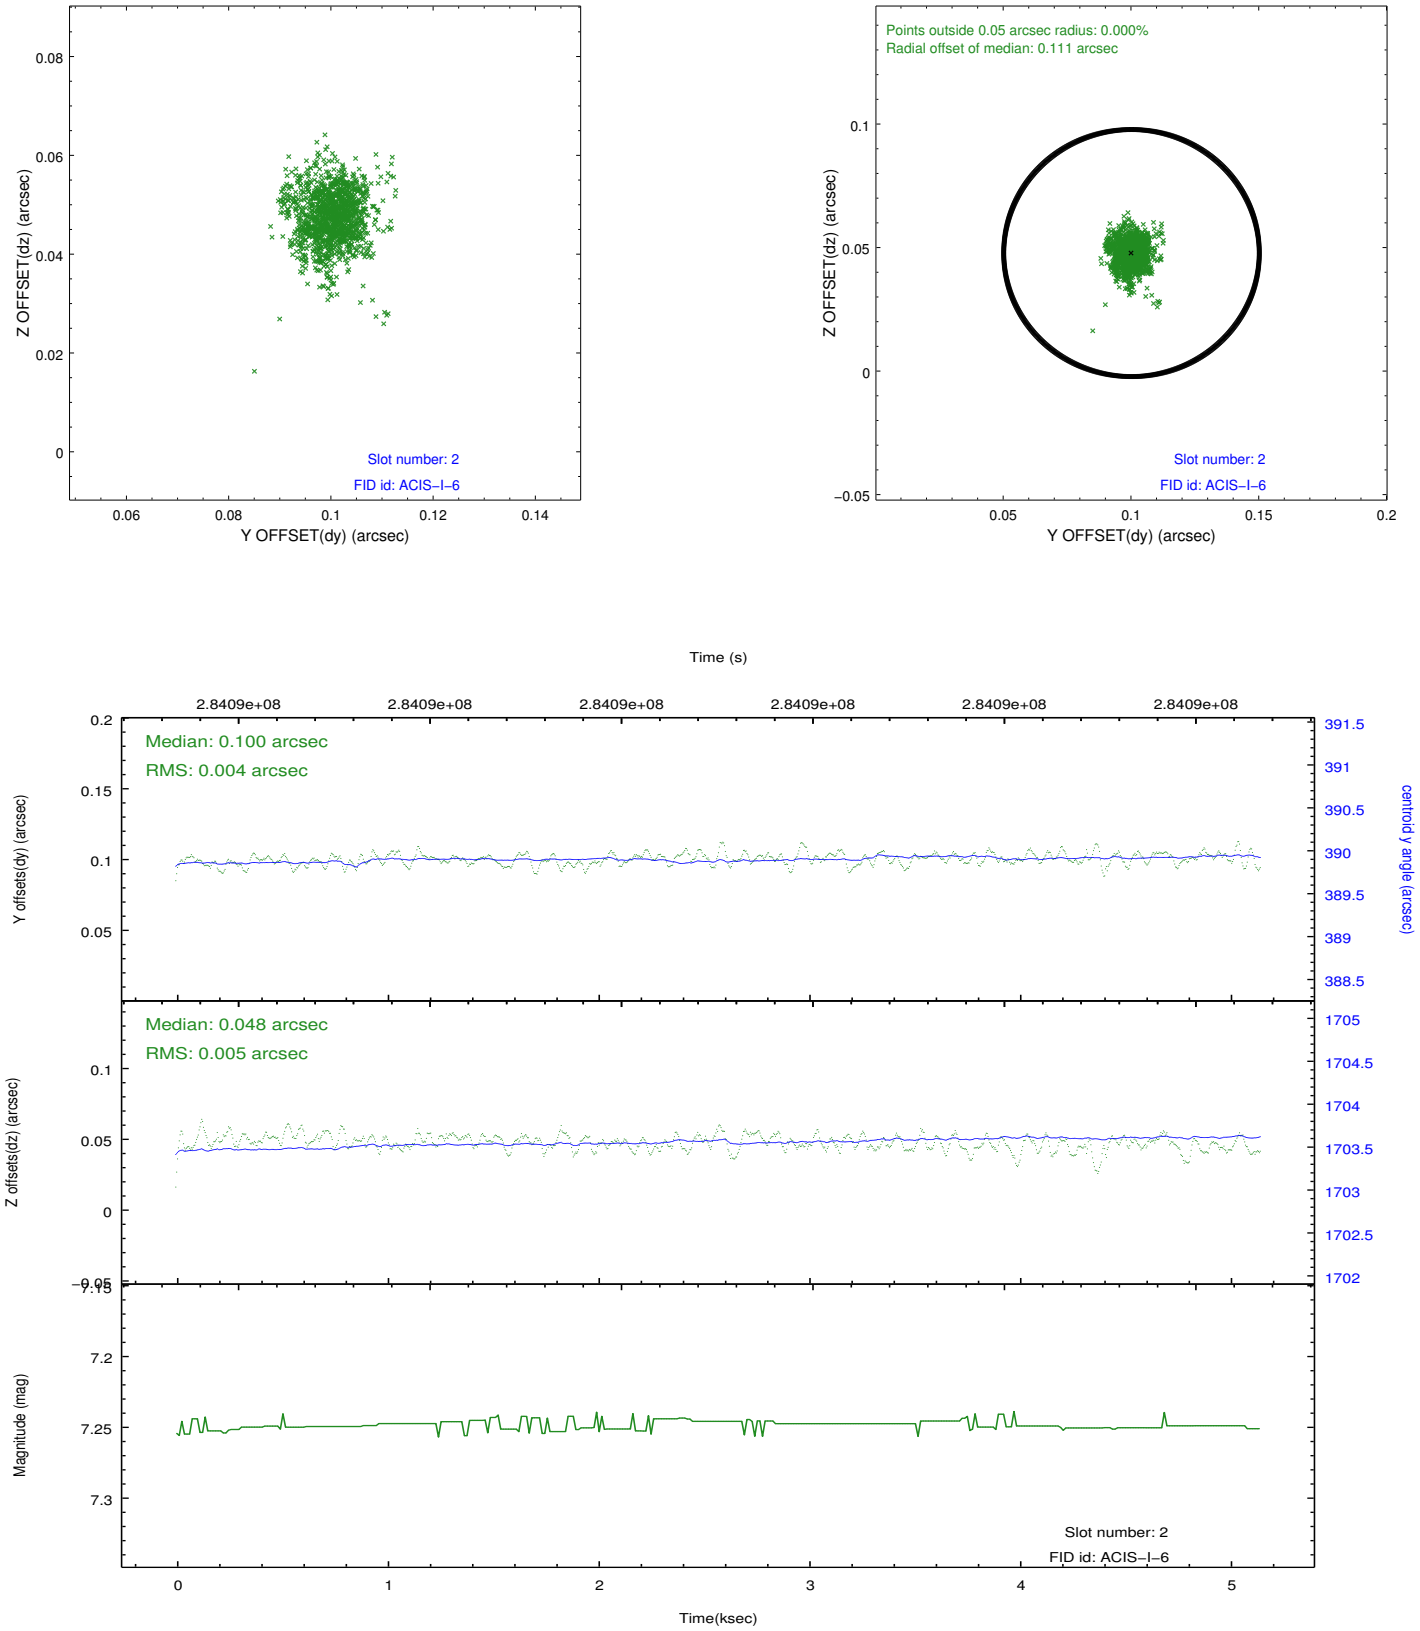 0.08
0.06
0.04
0.02
0
Z OFFSET(dz) (arcsec)
Slot number: 2
FID id: ACIS−I−6
0.06 0.08 0.1 0.12 0.14
Y OFFSET(dy) (arcsec)
Points outside 0.05 arcsec radius: 0.000%
Radial offset of median: 0.111 arcsec
0.1
0.05
0
−0.05
Z OFFSET(dz) (arcsec)
Slot number: 2
FID id: ACIS−I−6
0.05 0.1 0.15 0.2
Y OFFSET(dy) (arcsec)
Time (s)
2.8409e+08 2.8409e+08 2.8409e+08 2.8409e+08 2.8409e+08 2.8409e+08
Median: 0.100 arcsec
RMS: 0.004 arcsec
0.2
0.15
0.1
0.05
Y offsets(dy) (arcsec)
391.5
391
390.5
390
389.5
389
388.5
centroid y angle (arcsec)
Median: 0.048 arcsec
RMS: 0.005 arcsec
0.1
0.05
0
−0.05
Z offsets(dz) (arcsec)
1705
1704.5
1704
1703.5
1703
1702.5
1702
7.15
7.2
7.25
7.3
Magnitude (mag)
Slot number: 2
FID id: ACIS−I−6
0 1 2 3 4 5
Time(ksec)